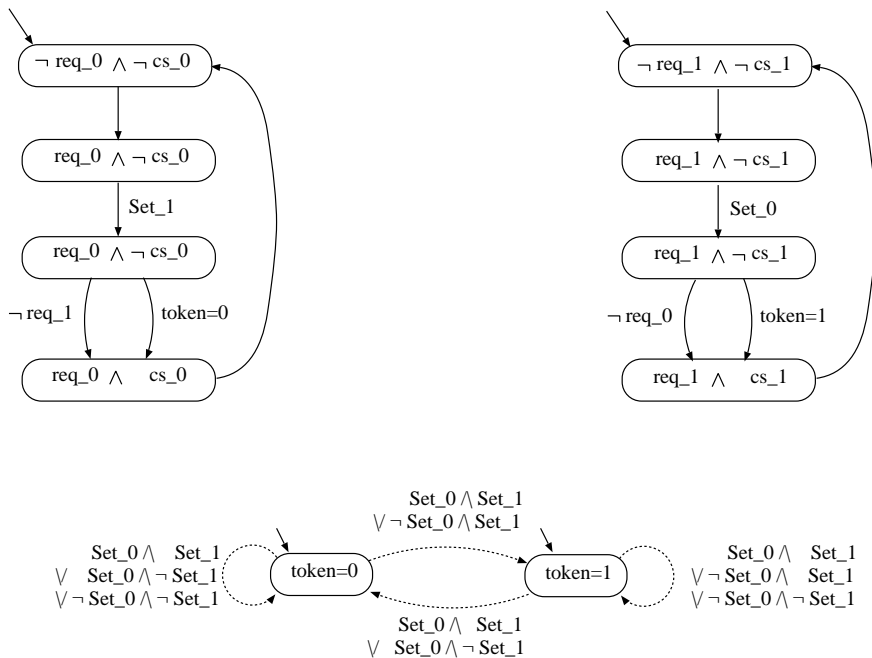 ¬ req_0 ∧ ¬ cs_0
req_0 ∧ ¬ cs_0
Set_1
req_0 ∧ ¬ cs_0
¬ req_1
token=0
req_0 ∧ cs_0
¬ req_1 ∧ ¬ cs_1
req_1 ∧ ¬ cs_1
Set_0
req_1 ∧ ¬ cs_1
¬ req_0
token=1
req_1 ∧ cs_1
Set_0 ∧ Set_1
∨ ¬ Set_0 ∧ Set_1
Set_0 ∧ Set_1
∨ Set_0 ∧ ¬ Set_1
∨ ¬ Set_0 ∧ ¬ Set_1
token=0
token=1
Set_0 ∧ Set_1
∨ ¬ Set_0 ∧ Set_1
∨ ¬ Set_0 ∧ ¬ Set_1
Set_0 ∧ Set_1
∨ Set_0 ∧ ¬ Set_1